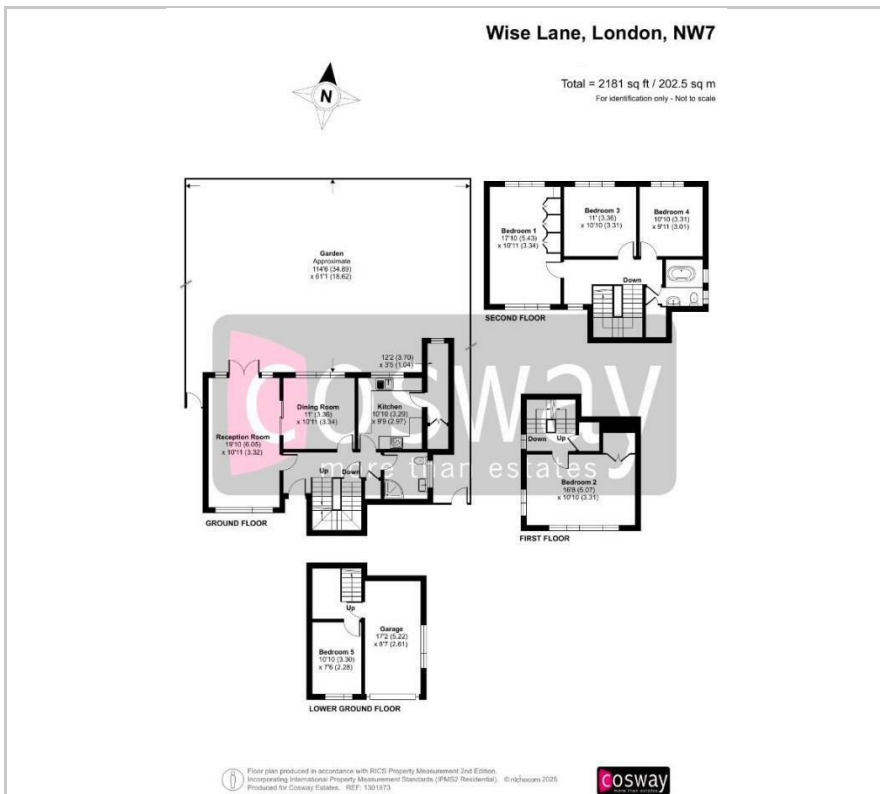 Wise Lane, London, NW7
Total = 2181 sq ft / 202.5 sq m
For identification only - Not to scale
N
Garden
Approximate
114'6 (34.89)
x 61'1 (18.62)
Bedroom 1
17'10 (5.43)
x 10'11 (3.34)
Bedroom 3
11' (3.36)
x 10'10 (3.31)
Bedroom 4
10'10 (3.31)
x 9'11 (3.01)
Down
SECOND FLOOR
12'2 (3.70)
x 3'5 (1.04)
Dining Room
11' (3.36)
x 10'11 (3.34)
Kitchen
10'10 (3.29)
x 9'9 (2.97)
Reception Room
19'10 (6.05)
x 10'11 (3.32)
Up
Down
GROUND FLOOR
cosway
more than estates
Down
Up
Bedroom 2
16'8 (5.07)
x 10'10 (3.31)
FIRST FLOOR
Up
Garage
17'2 (5.22)
x 8'7 (2.61)
Bedroom 5
10'10 (3.30)
x 7'6 (2.28)
LOWER GROUND FLOOR
Floor plan produced in accordance with RICS Property Measurement 2nd Edition,
Incorporating International Property Measurement Standards (IPMS2 Residential). © nichecom 2025.
Produced for Cosway Estates. REF: 1301973
cosway
more than estates